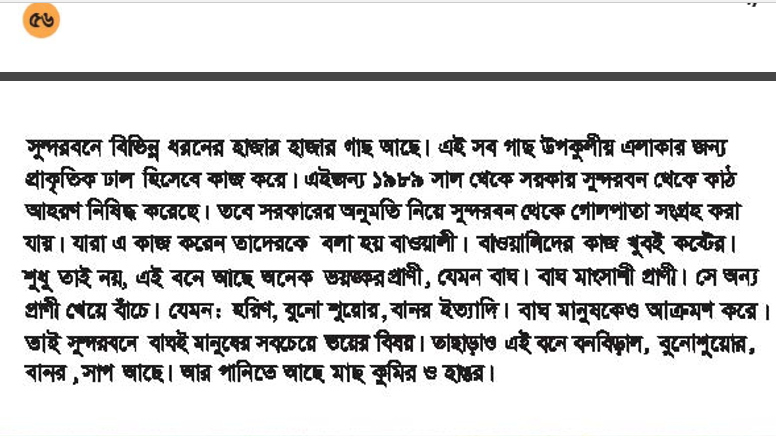 ৫৬
সুন্দরবনে বিভিন্ন ধরনের হাজার হাজার গাছ আছে। এই সব গাছ উপকুলীয় এলাকার জন্য
প্রাকৃতিক ঢাল হিসেবে কাজ করে। এইজন্য ১৯৮৯ সাল থেকে সরকার সুন্দরবন থেকে কাঠ
আহরণ নিষিদ্ধ করেছে। তবে সরকারের অনুমতি নিয়ে সুন্দরবন থেকে গোলপাতা সংগ্রহ করা
যায়। যারা এ কাজ করেন তাদেরকে বলা হয় বাওয়ালী। বাওয়ালিদের কাজ খুবই কষ্টের।
শুধু তাই নয়, এই বনে আছে অনেক ভয়ঙ্কর প্রাণী, যেমন বাঘ। বাঘ মাংসাশী প্রাণী। সে অন্য
প্রাণী খেয়ে বাঁচে। যেমন: হরিণ, বুনো শুয়োর, বানর ইত্যাদি। বাঘ মানুষকেও আক্রমণ করে।
তাই সুন্দরবনে বাঘই মানুষের সবচেয়ে ভয়ের বিষয়। তাছাড়াও এই বনে বনবিড়াল, বুনোশুয়োর,
বানর ,সাপ আছে। আর পানিতে আছে মাছ কুমির ও হাঙ্গর।